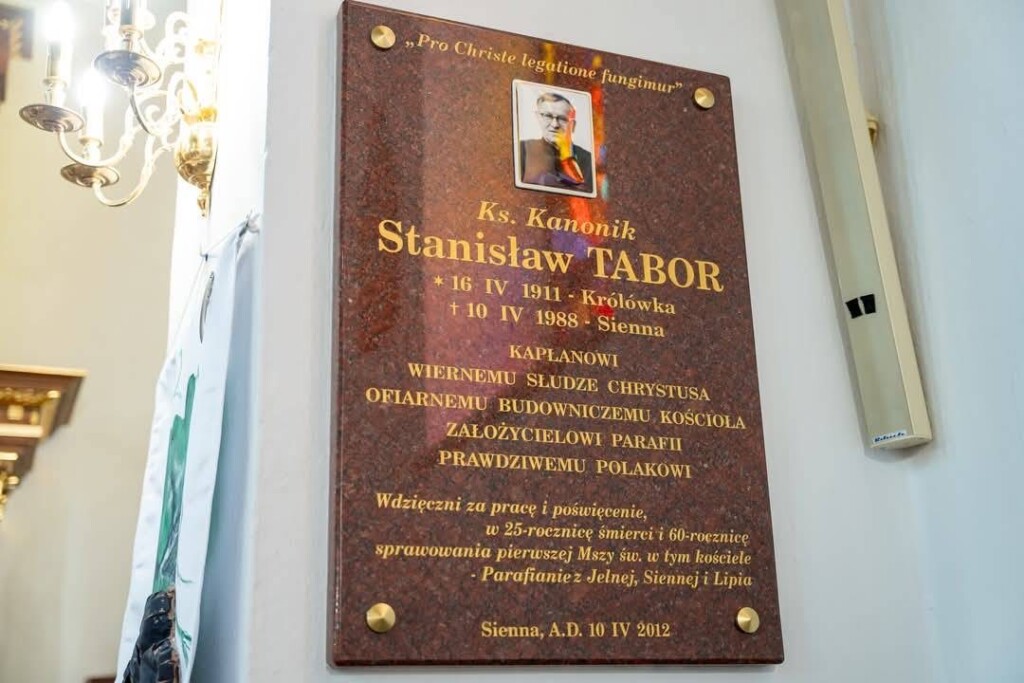 „Pro Christe legatione fungimur”
Ks. Kanonik
Stanisław TABOR
* 16 IV 1911 - Królówka
† 10 IV 1988 - Sienna
KAPŁANOWI
WIERNEMU SŁUDZE CHRYSTUSA
OFIARNEMU BUDOWNICZEMU KOŚCIOŁA
ZAŁOŻYCIELOWI PARAFII
PRAWDZIWEMU POLAKOWI
Wdzięczni za pracę i poświęcenie,
w 25-rocznicę śmierci i 60-rocznicę
sprawowania pierwszej Mszy św. w tym kościele
- Parafianie z Jelnej, Siennej i Lipia
Sienna, A.D. 10 IV 2012